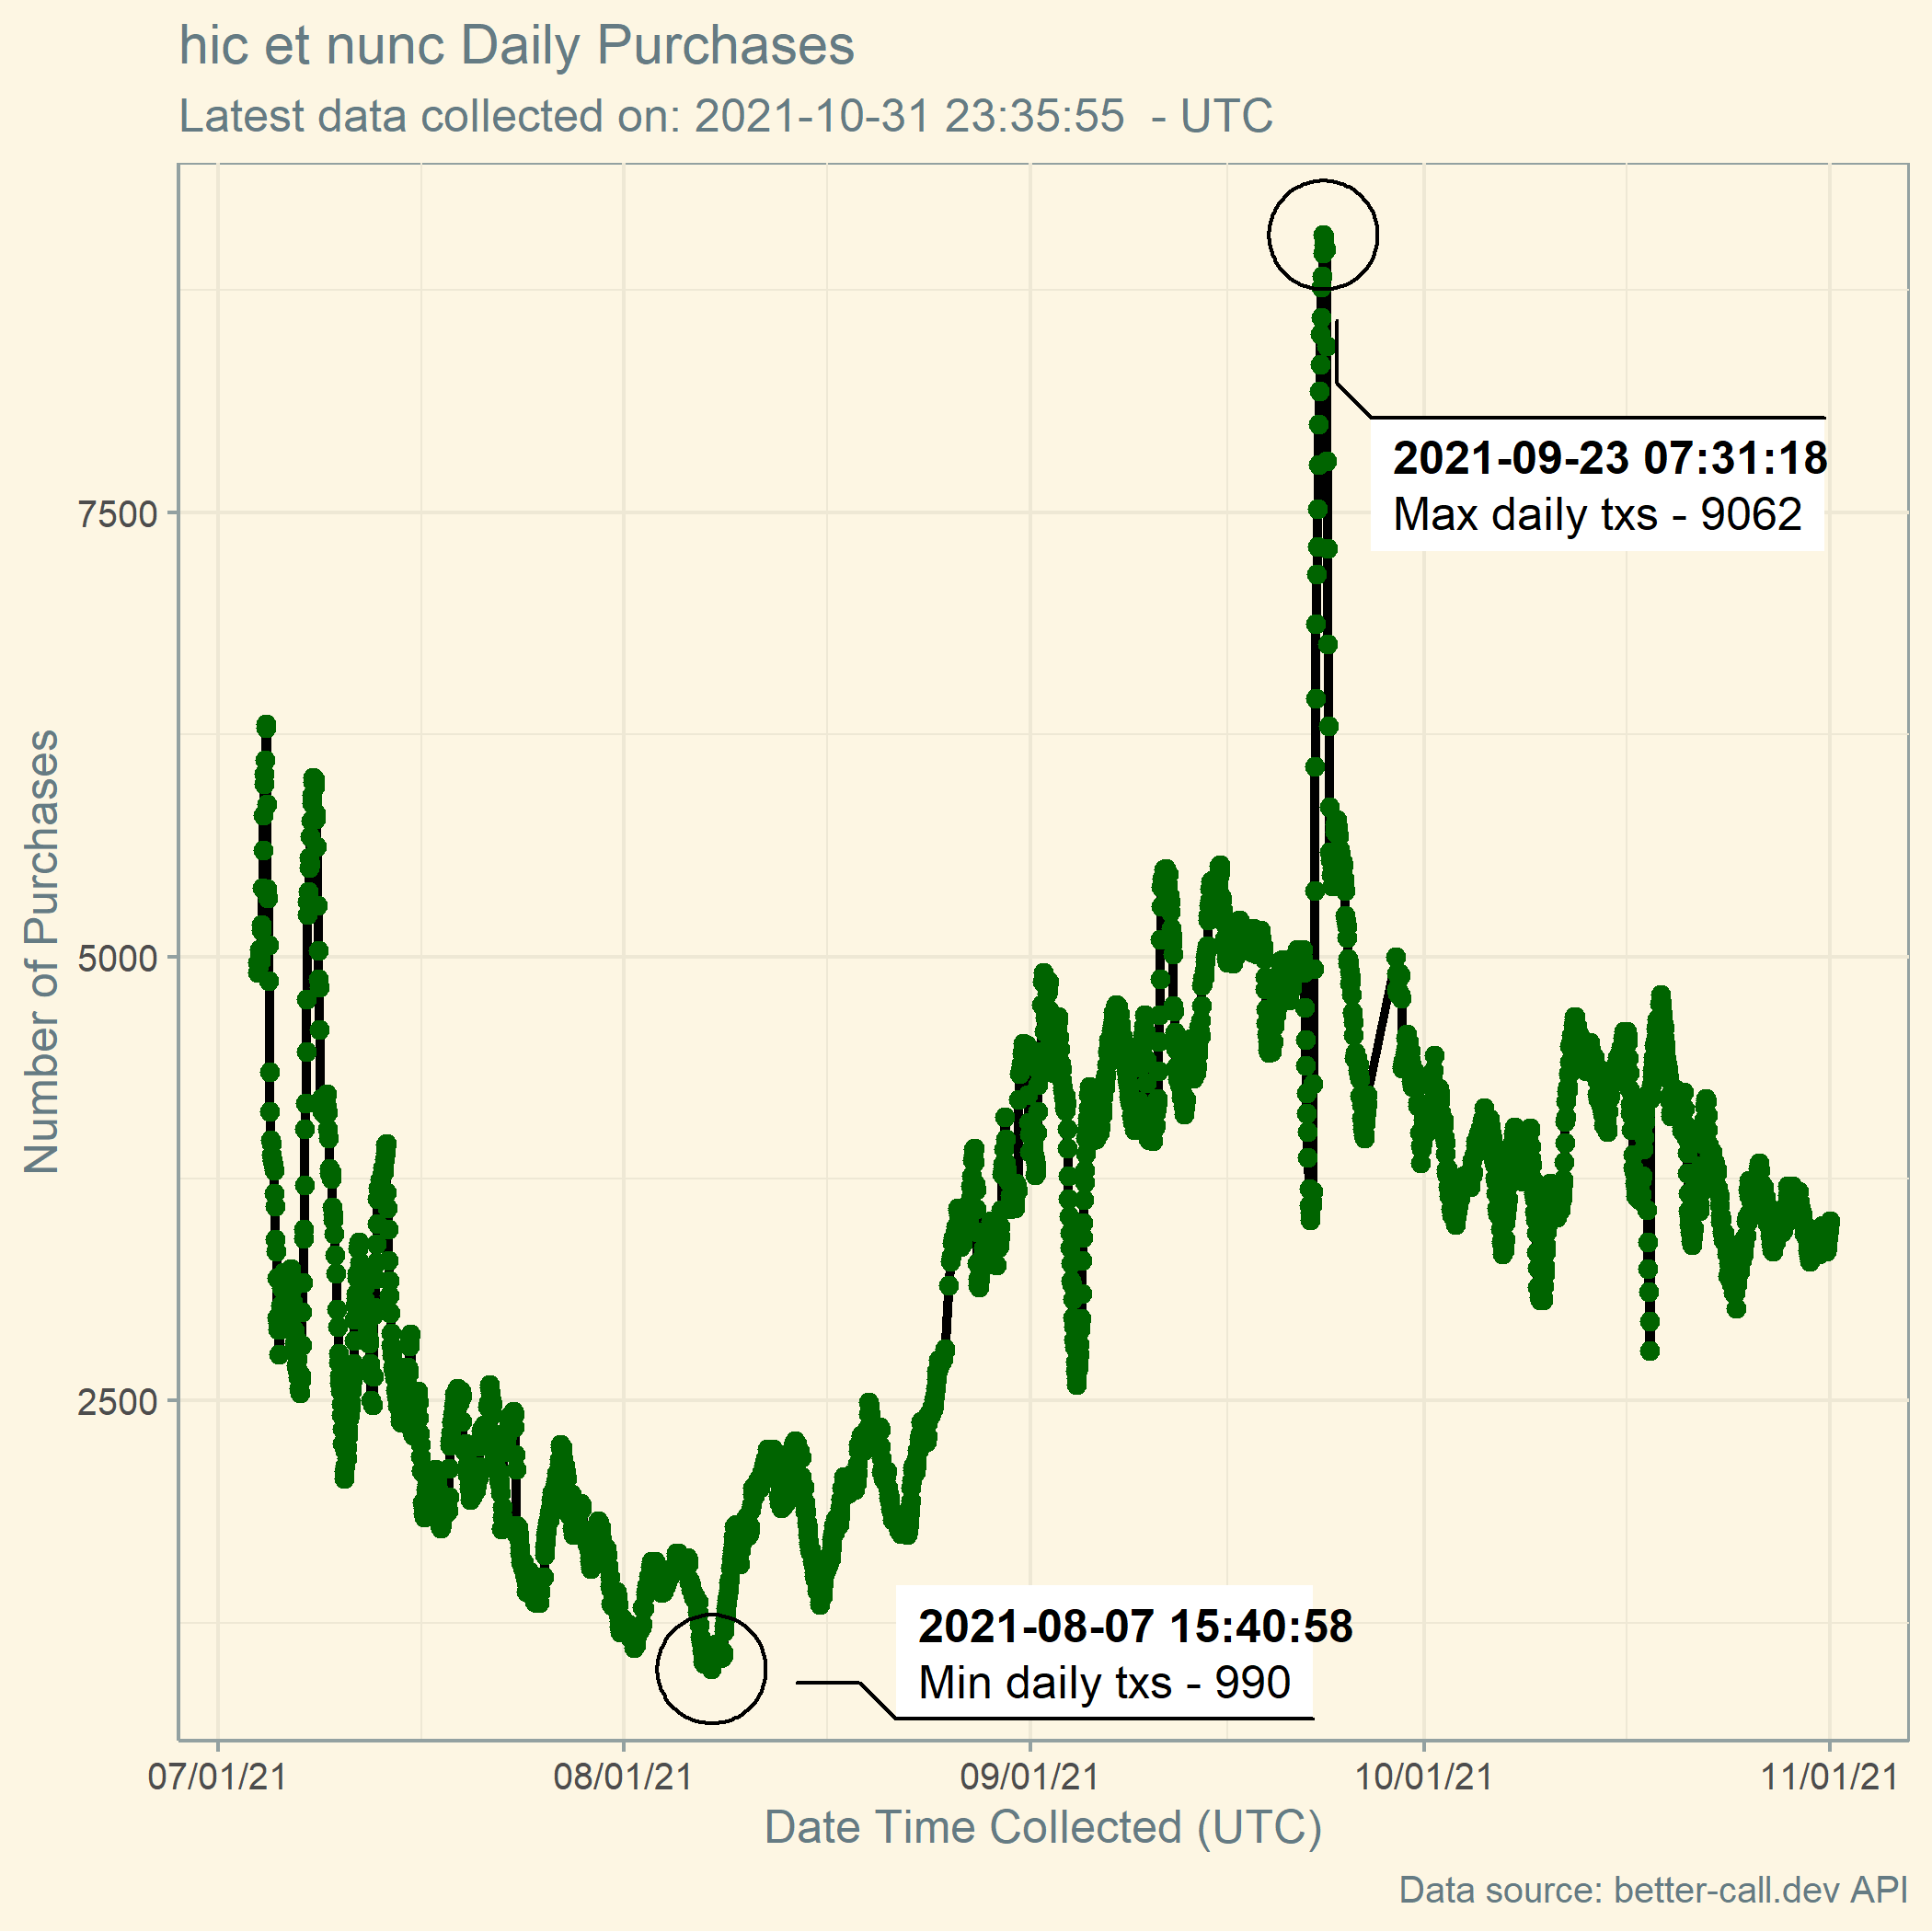 hic et nunc Daily Purchases
Latest data collected on: 2021-10-31 23:35:55  - UTC
2021-09-23 07:31:18
Max daily txs - 9062
7500
Number of Purchases
5000
2500
2021-08-07 15:40:58
Min daily txs - 990
07/01/21 08/01/21 09/01/21 10/01/21 11/01/21
Date Time Collected (UTC)
Data source: better-call.dev API